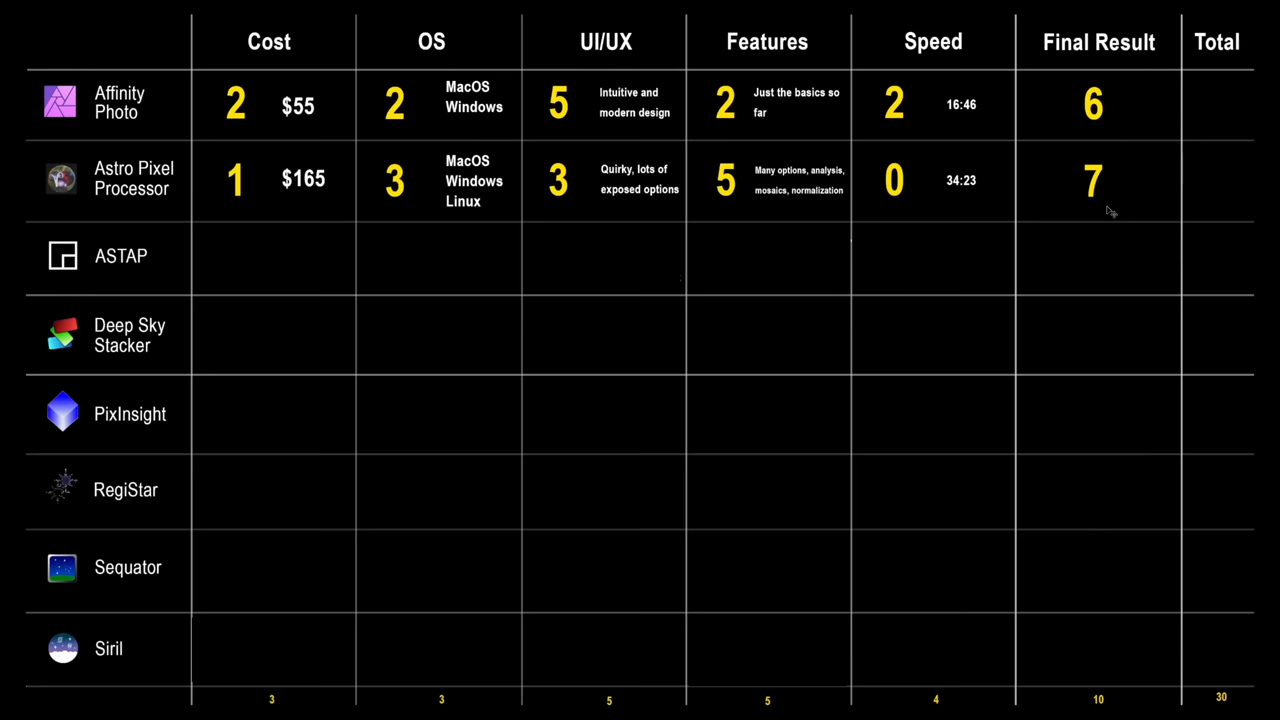 Cost OS UI/UX Features Speed Final Result Total
Affinity
Photo
2 $55
2 MacOS
Windows
5 Intuitive and
modern design
2 Just the basics so
far
2 16:46
6
Astro Pixel
Processor
1 $165
3 MacOS
Windows
Linux
3 Quirky, lots of
exposed options
5 Many options, analysis,
mosaics, normalization
0 34:23
7
ASTAP
Deep Sky
Stacker
PixInsight
RegiStar
Sequator
Siril
3 3 5 5 4 10 30